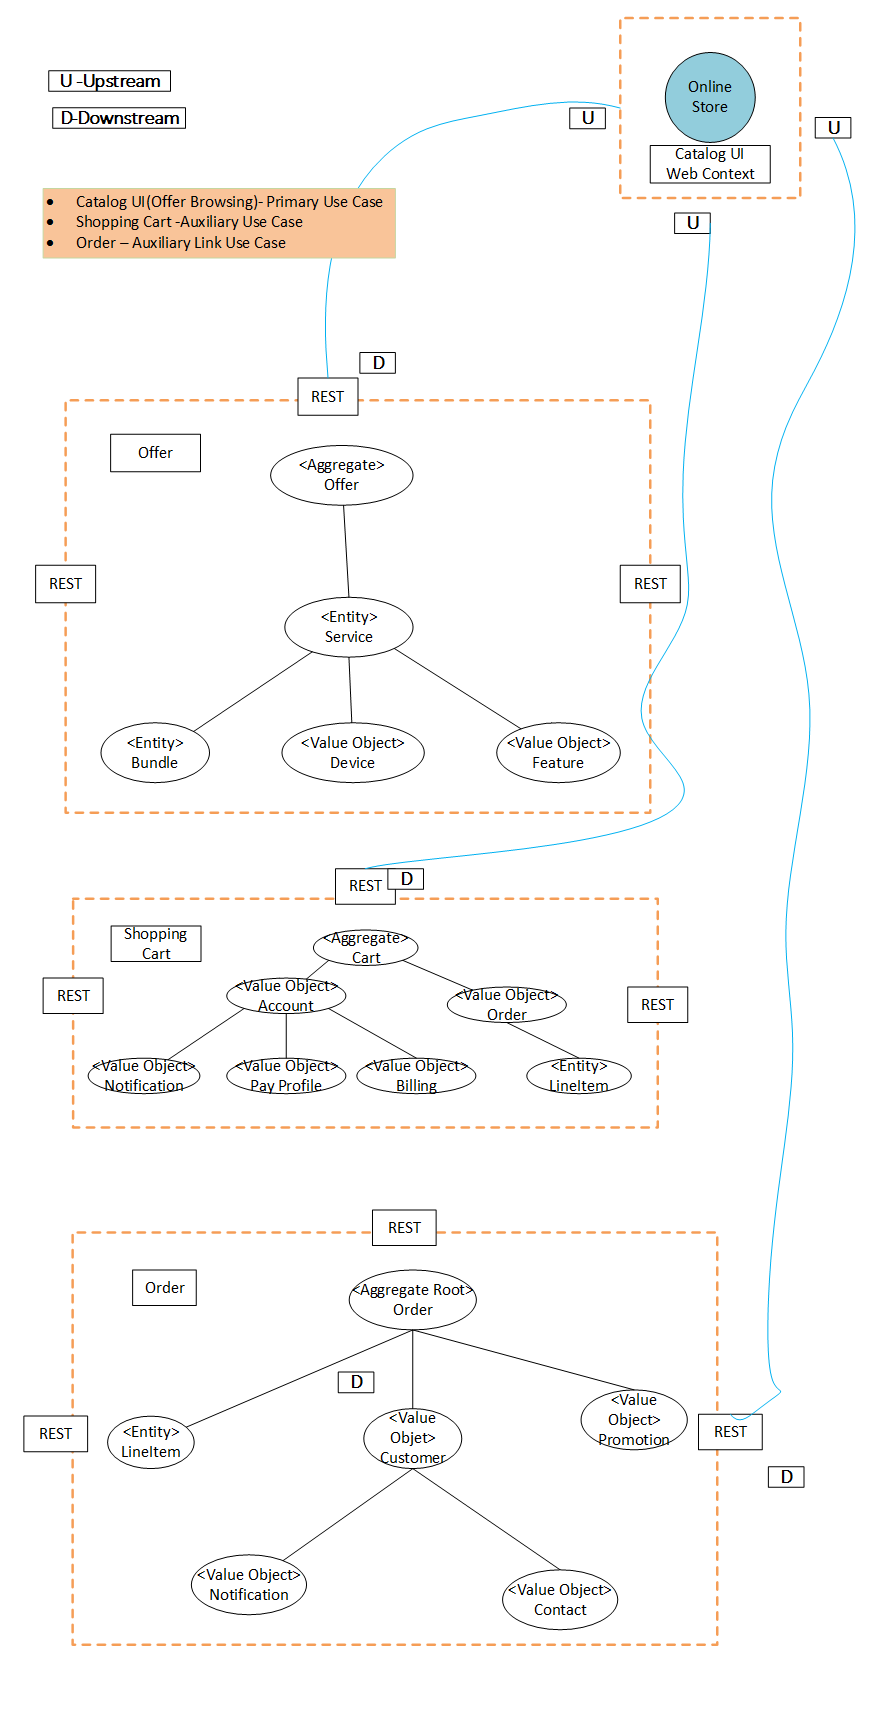 U -Upstream
D-Downstream
Online
Store
Catalog UI
Web Context
U
U
U
• Catalog UI(Offer Browsing)- Primary Use Case
• Shopping Cart -Auxiliary Use Case
• Order – Auxiliary Link Use Case
D
REST
Offer
<Aggregate>
Offer
REST
REST
<Entity>
Service
<Entity>
Bundle
<Value Object>
Device
<Value Object>
Feature
REST
D
Shopping
Cart
<Aggregate>
Cart
REST
<Value Object>
Account
<Value Object>
Order
REST
<Value Object>
Notification
<Value Object>
Pay Profile
<Value Object>
Billing
<Entity>
LineItem
REST
Order
<Aggregate Root>
Order
D
REST
<Entity>
LineItem
<Value
Objet>
Customer
<Value
Object>
Promotion
REST
D
<Value Object>
Notification
<Value Object>
Contact